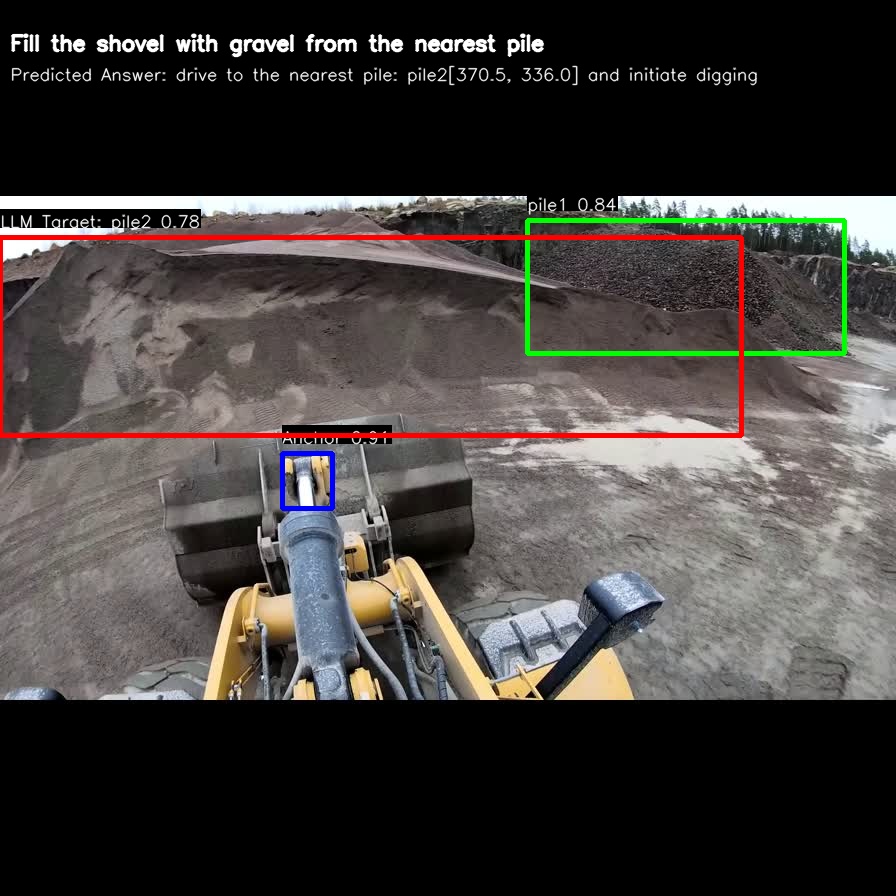 Fill the shovel with gravel from the nearest pile
Predicted Answer: drive to the nearest pile: pile2[370.5, 336.0] and initiate digging
pile1 0.84
LLM Target: pile2 0.78
Anchor 0.91